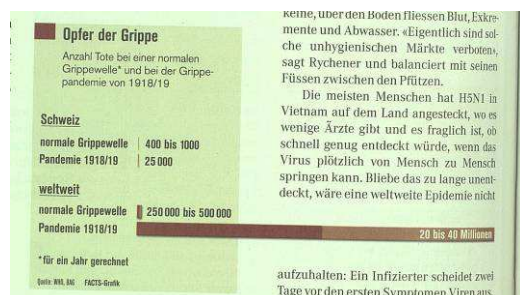 Opfer der Grippe
Anzahl Tote bei einer normalen
Grippewelle* und bei der Grippe-
pandemie von 1918/19
Schweiz
normale Grippewelle 400 bis 1000
Pandemie 1918/19 25 000
weltweit
normale Grippewelle 250 000 bis 500 000
Pandemie 1918/19
20 bis 40 Millionen
*für ein Jahr gerechnet
Quelle: WHO, BAG FACTS-Grafik
keine, über den Boden fliessen Blut, Exkre-
mente und Abwasser. «Eigentlich sind sol-
che unhygienischen Märkte verboten»,
sagt Rychener und balanciert mit seinen
Füssen zwischen den Pfützen.
Die meisten Menschen hat H5N1 in
Vietnam auf dem Land angesteckt, wo es
wenige Ärzte gibt und es fraglich ist, ob
schnell genug entdeckt würde, wenn das
Virus plötzlich von Mensch zu Mensch
springen kann. Bliebe das zu lange unent-
deckt, wäre eine weltweite Epidemie nicht
aufzuhalten: Ein Infizierter scheidet zwei
Tage vor den ersten Symptomen Viren aus.